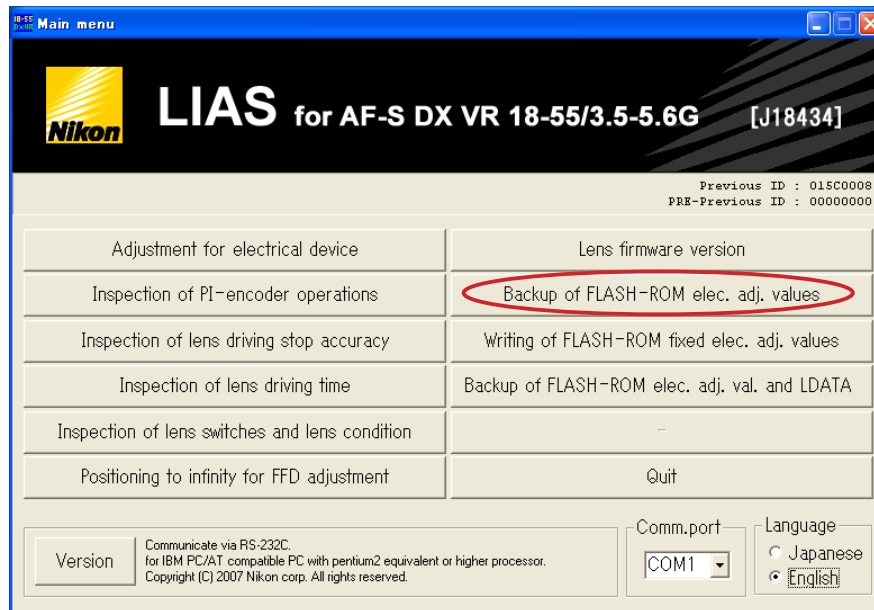 18-55
DXVR
Main menu
Nikon
LIAS for AF-S DX VR 18-55/3.5-5.6G [J18434]
Previous ID : 015C0008
PRE-Previous ID : 00000000
Adjustment for electrical device
Lens firmware version
Inspection of PI-encoder operations
Backup of FLASH-ROM elec. adj. values
Inspection of lens driving stop accuracy
Writing of FLASH-ROM fixed elec. adj. values
Inspection of lens driving time
Backup of FLASH-ROM elec. adj. val. and LDATA
Inspection of lens switches and lens condition
-
Positioning to infinity for FFD adjustment
Quit
Version
Communicate via RS-232C.
for IBM PC/AT compatible PC with pentium2 equivalent or higher processor.
Copyright (C) 2007 Nikon corp. All rights reserved.
Comm.port
COM1
Language
Japanese
English